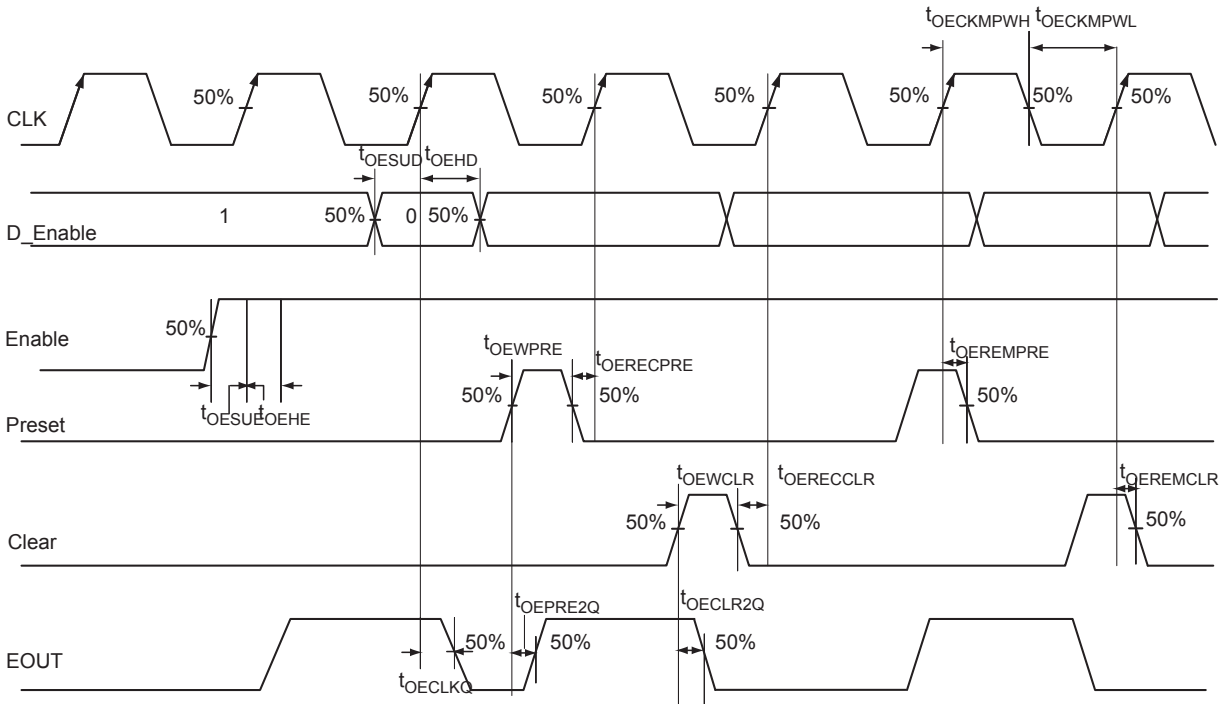 tOECKMPWH tOECKMPWL
CLK
50% 50% 50% 50% 50% 50% 50%
tOESUD tOEHD
D_Enable
1 50% 0 50%
Enable
50%
tOESUE tOEHE
tOEWPRE tOERECPRE tOEREMPRE
Preset
50% 50% 50%
tOEWCLR tOERECCLR tOEREMCLR
Clear
50% 50% 50%
tOEPRE2Q tOECLR2Q
EOUT
50% 50% 50%
tOECLKQ